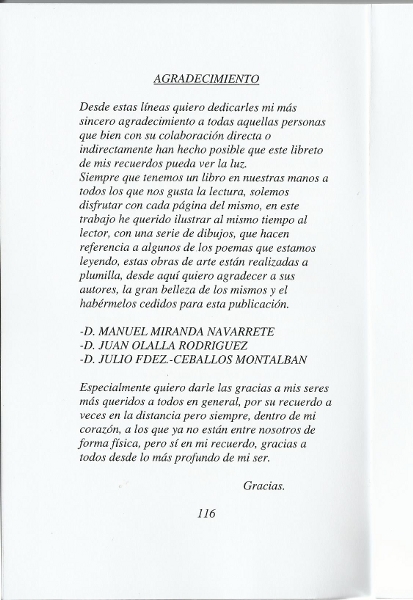 AGRADECIMIENTO
Desde estas líneas quiero dedicarles mi más
sincero agradecimiento a todas aquellas personas
que bien con su colaboración directa o
indirectamente han hecho posible que este libreto
de mis recuerdos pueda ver la luz.
Siempre que tenemos un libro en nuestras manos a
todos los que nos gusta la lectura, solemos
disfrutar con cada página del mismo, en este
trabajo he querido ilustrar al mismo tiempo al
lector, con una serie de dibujos, que hacen
referencia a algunos de los poemas que estamos
leyendo, estas obras de arte están realizadas a
plumilla, desde aquí quiero agradecer a sus
autores, la gran belleza de los mismos y el
habérmelos cedidos para esta publicación.
-D. MANUEL MIRANDA NAVARRETE
-D. JUAN OLALLA RODRIGUEZ
-D. JULIO FDEZ.-CEBALLOS MONTALBAN
Especialmente quiero darle las gracias a mis seres
más queridos a todos en general, por su recuerdo a
veces en la distancia pero siempre, dentro de mi
corazón, a los que ya no están entre nosotros de
forma física, pero sí en mi recuerdo, gracias a
todos desde lo más profundo de mi ser.
Gracias.
116